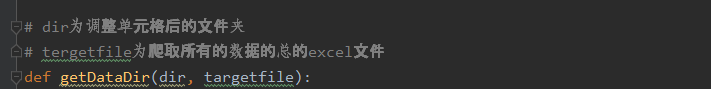 # dir为调整单元格后的文件夹
# tergetfile为爬取所有的数据的总的excel文件
def getDataDir(dir, targetfile):